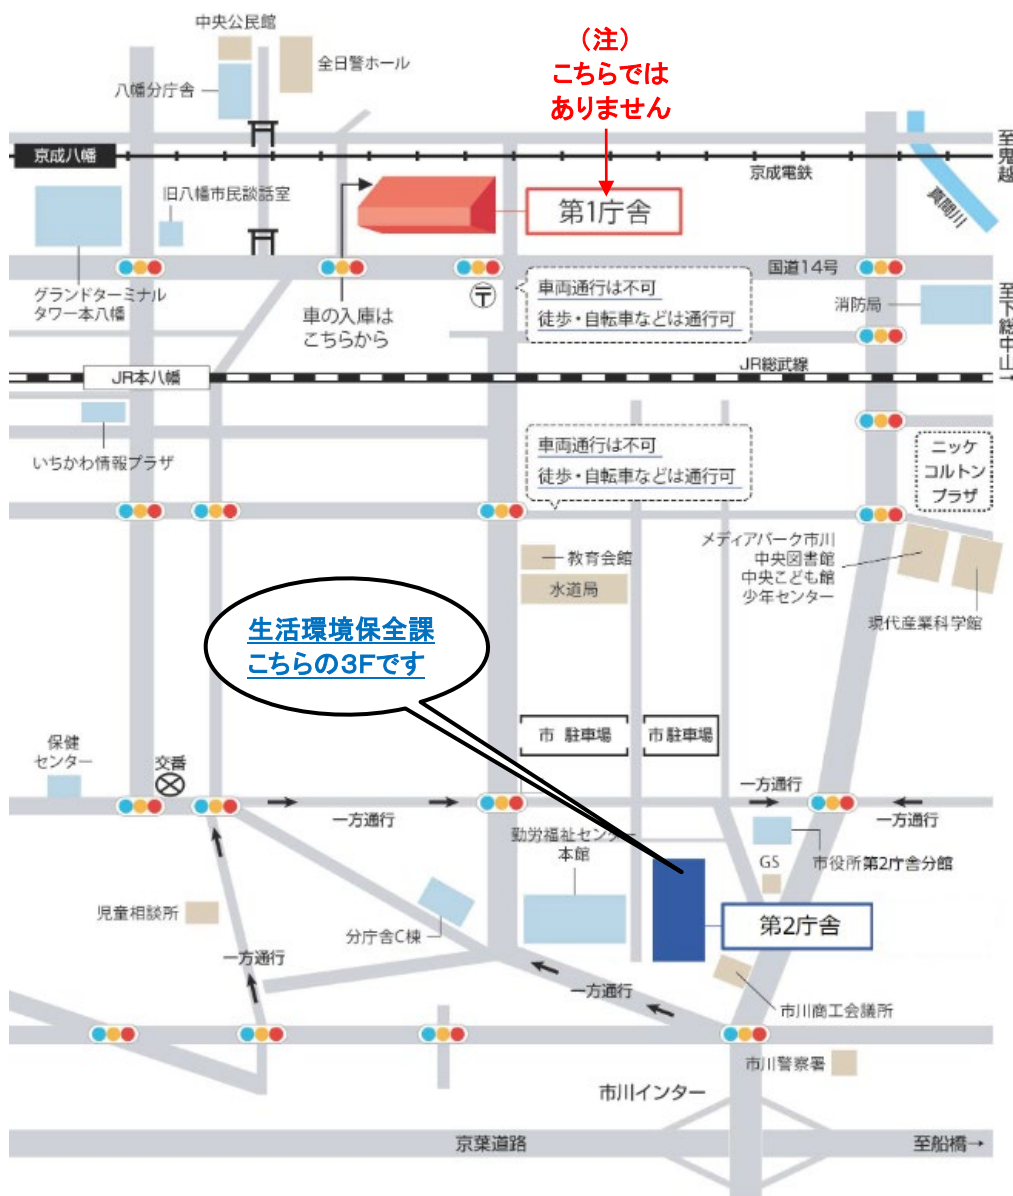 中央公民館
全日警ホール
八幡分庁舎
（注）
こちらでは
ありません
京成八幡
京成電鉄
至鬼越
真間川
旧八幡市民談話室
第1庁舎
国道14号
グランドターミナル
タワー本八幡
車の入庫は
こちらから
〒
車両通行は不可
徒歩・自転車などは通行可
消防局
至下総中山→
JR本八幡
JR総武線
いちかわ情報プラザ
車両通行は不可
徒歩・自転車などは通行可
ニッケ
コルトン
プラザ
教育会館
水道局
メディアパーク市川
中央図書館
中央こども館
少年センター
現代産業科学館
生活環境保全課
こちらの3Fです
市 駐車場
市 駐車場
保健
センター
交番
一方通行
一方通行
一方通行
勤労福祉センター
本館
GS
市役所第2庁舎分館
児童相談所
分庁舎C棟
第2庁舎
一方通行
一方通行
市川商工会議所
市川警察署
市川インター
京葉道路
至船橋→